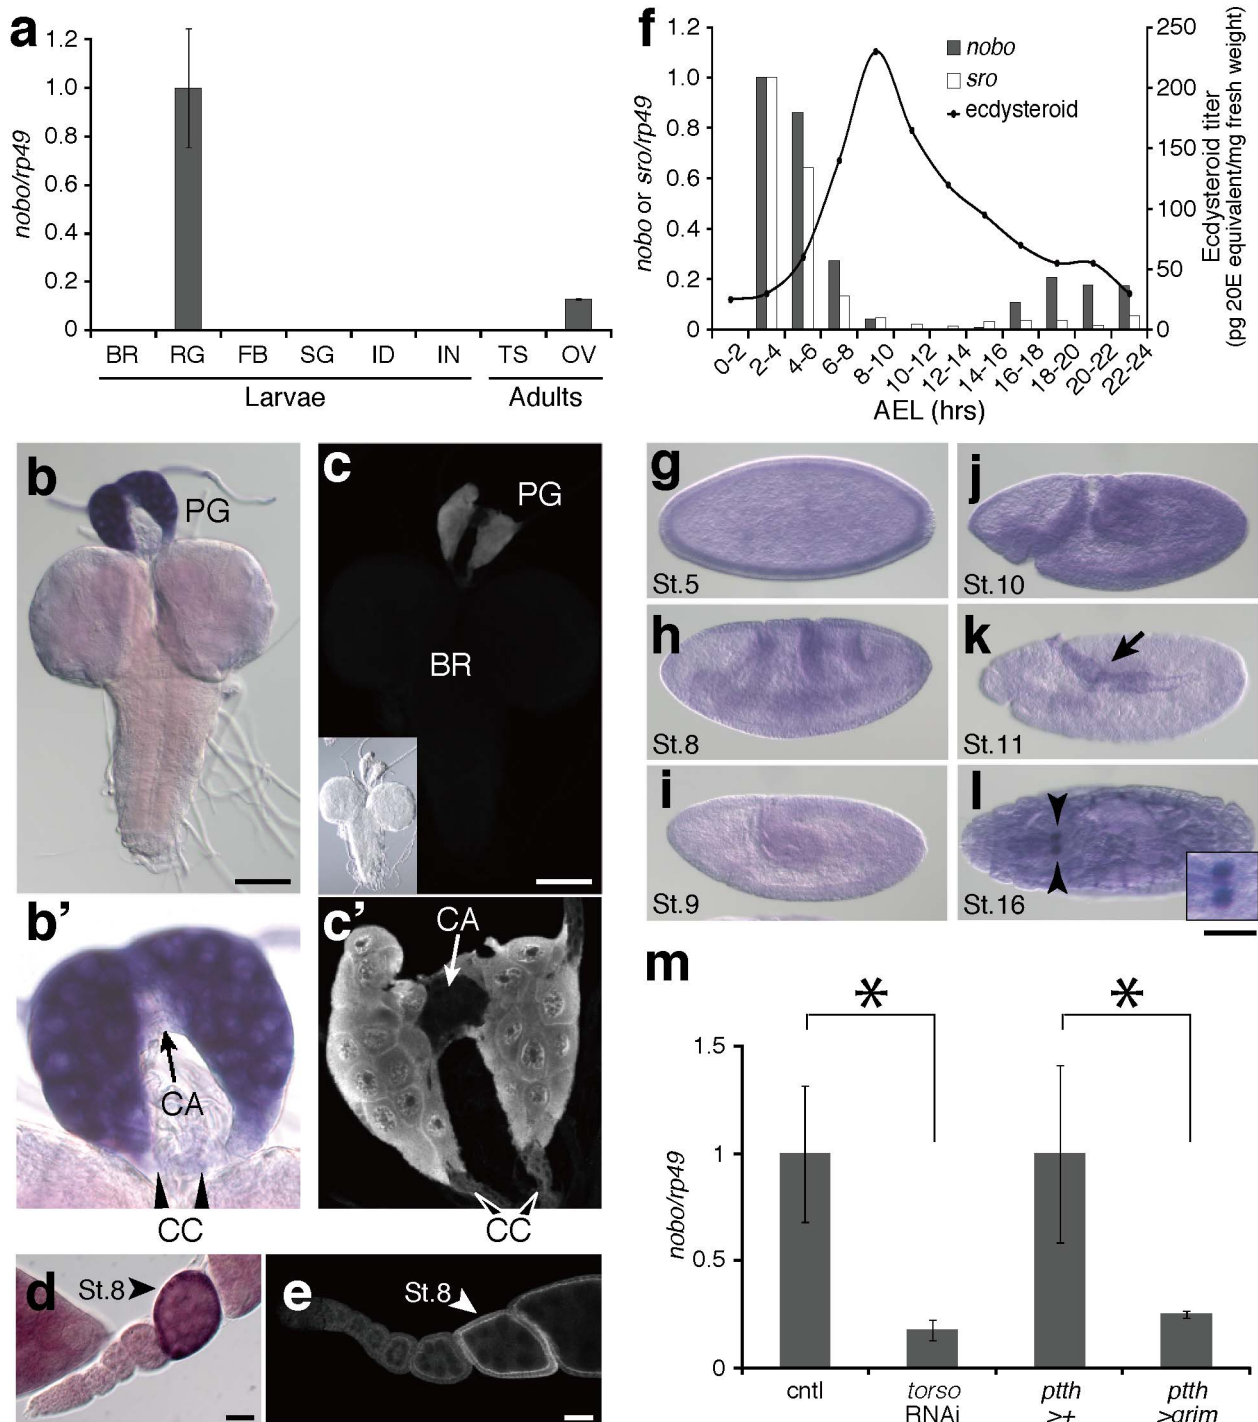 a
1.2
1.0
0.8
0.6
0.4
0.2
0
nobo/rp49
BR RG FB SG ID IN TS OV
Larvae Adults
f
1.2
1.0
0.8
0.6
0.4
0.2
0
nobo or sro/rp49
nobo
sro
ecdysteroid
250
200
150
100
50
0
Ecdysteroid titer
(pg 20E equivalent/mg fresh weight)
0-2 2-4 4-6 6-8 8-10 10-12 12-14 14-16 16-18 18-20 20-22 22-24
AEL (hrs)
b
PG
c
PG
BR
b’
CA
CC
c’
CA
CC
d
St.8
e
St.8
g
St.5
h
St.8
i
St.9
j
St.10
k
St.11
l
St.16
m
* *
1.5
1
0.5
0
nobo/rp49
cntl torso ptth ptth
RNAi >+ >grim